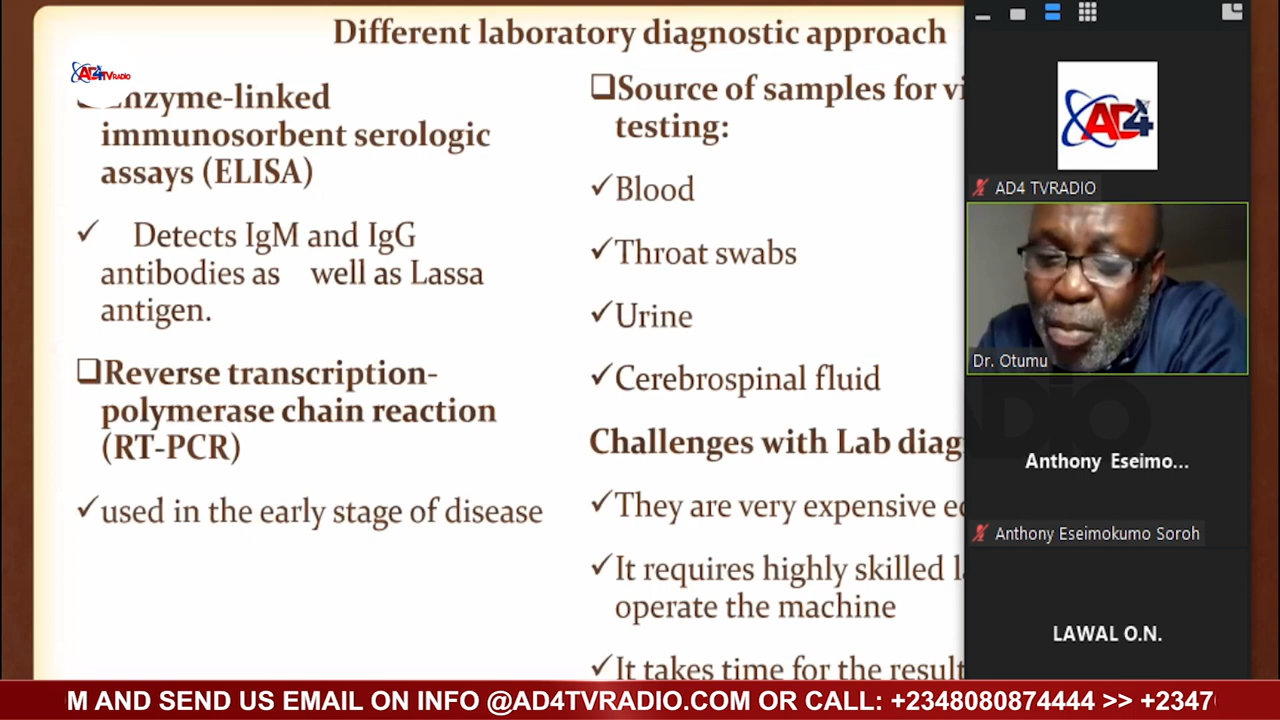 Different laboratory diagnostic approach
AD4TVRADIO
Enzyme-linked
immunosorbent serologic
assays (ELISA)
✓ Detects IgM and IgG
antibodies as well as Lassa
antigen.
❑Reverse transcription-
polymerase chain reaction
(RT-PCR)
✓used in the early stage of disease
❑Source of samples for vi
testing:
✓Blood
✓Throat swabs
✓Urine
✓Cerebrospinal fluid
Challenges with Lab diag
✓They are very expensive
✓It requires highly skilled
operate the machine
✓It takes time for the result
AD4
AD4 TVRADIO
Dr. Otumu
Anthony Eseimo...
Anthony Eseimokumo Soroh
LAWAL O.N.
M AND SEND US EMAIL ON INFO @AD4TVRADIO.COM OR CALL: +2348080874444 >> +2347